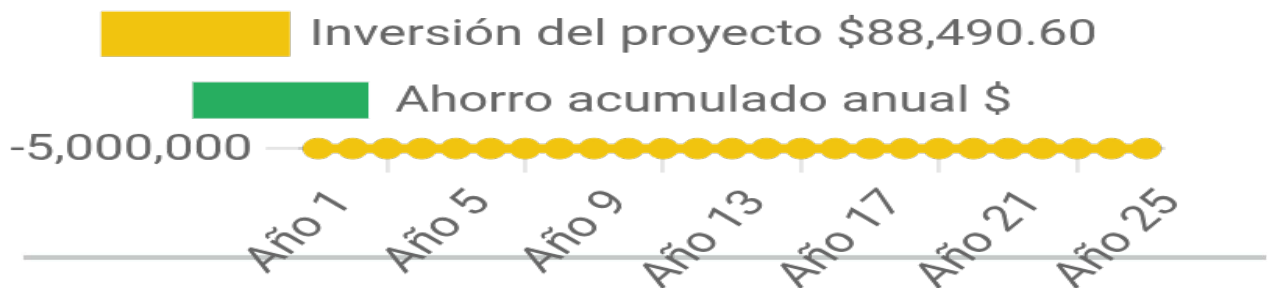 Inversión del proyecto $88,490.60
Ahorro acumulado anual $
-5,000,000
Año 1 Año 5 Año 9 Año 13 Año 17 Año 21 Año 25